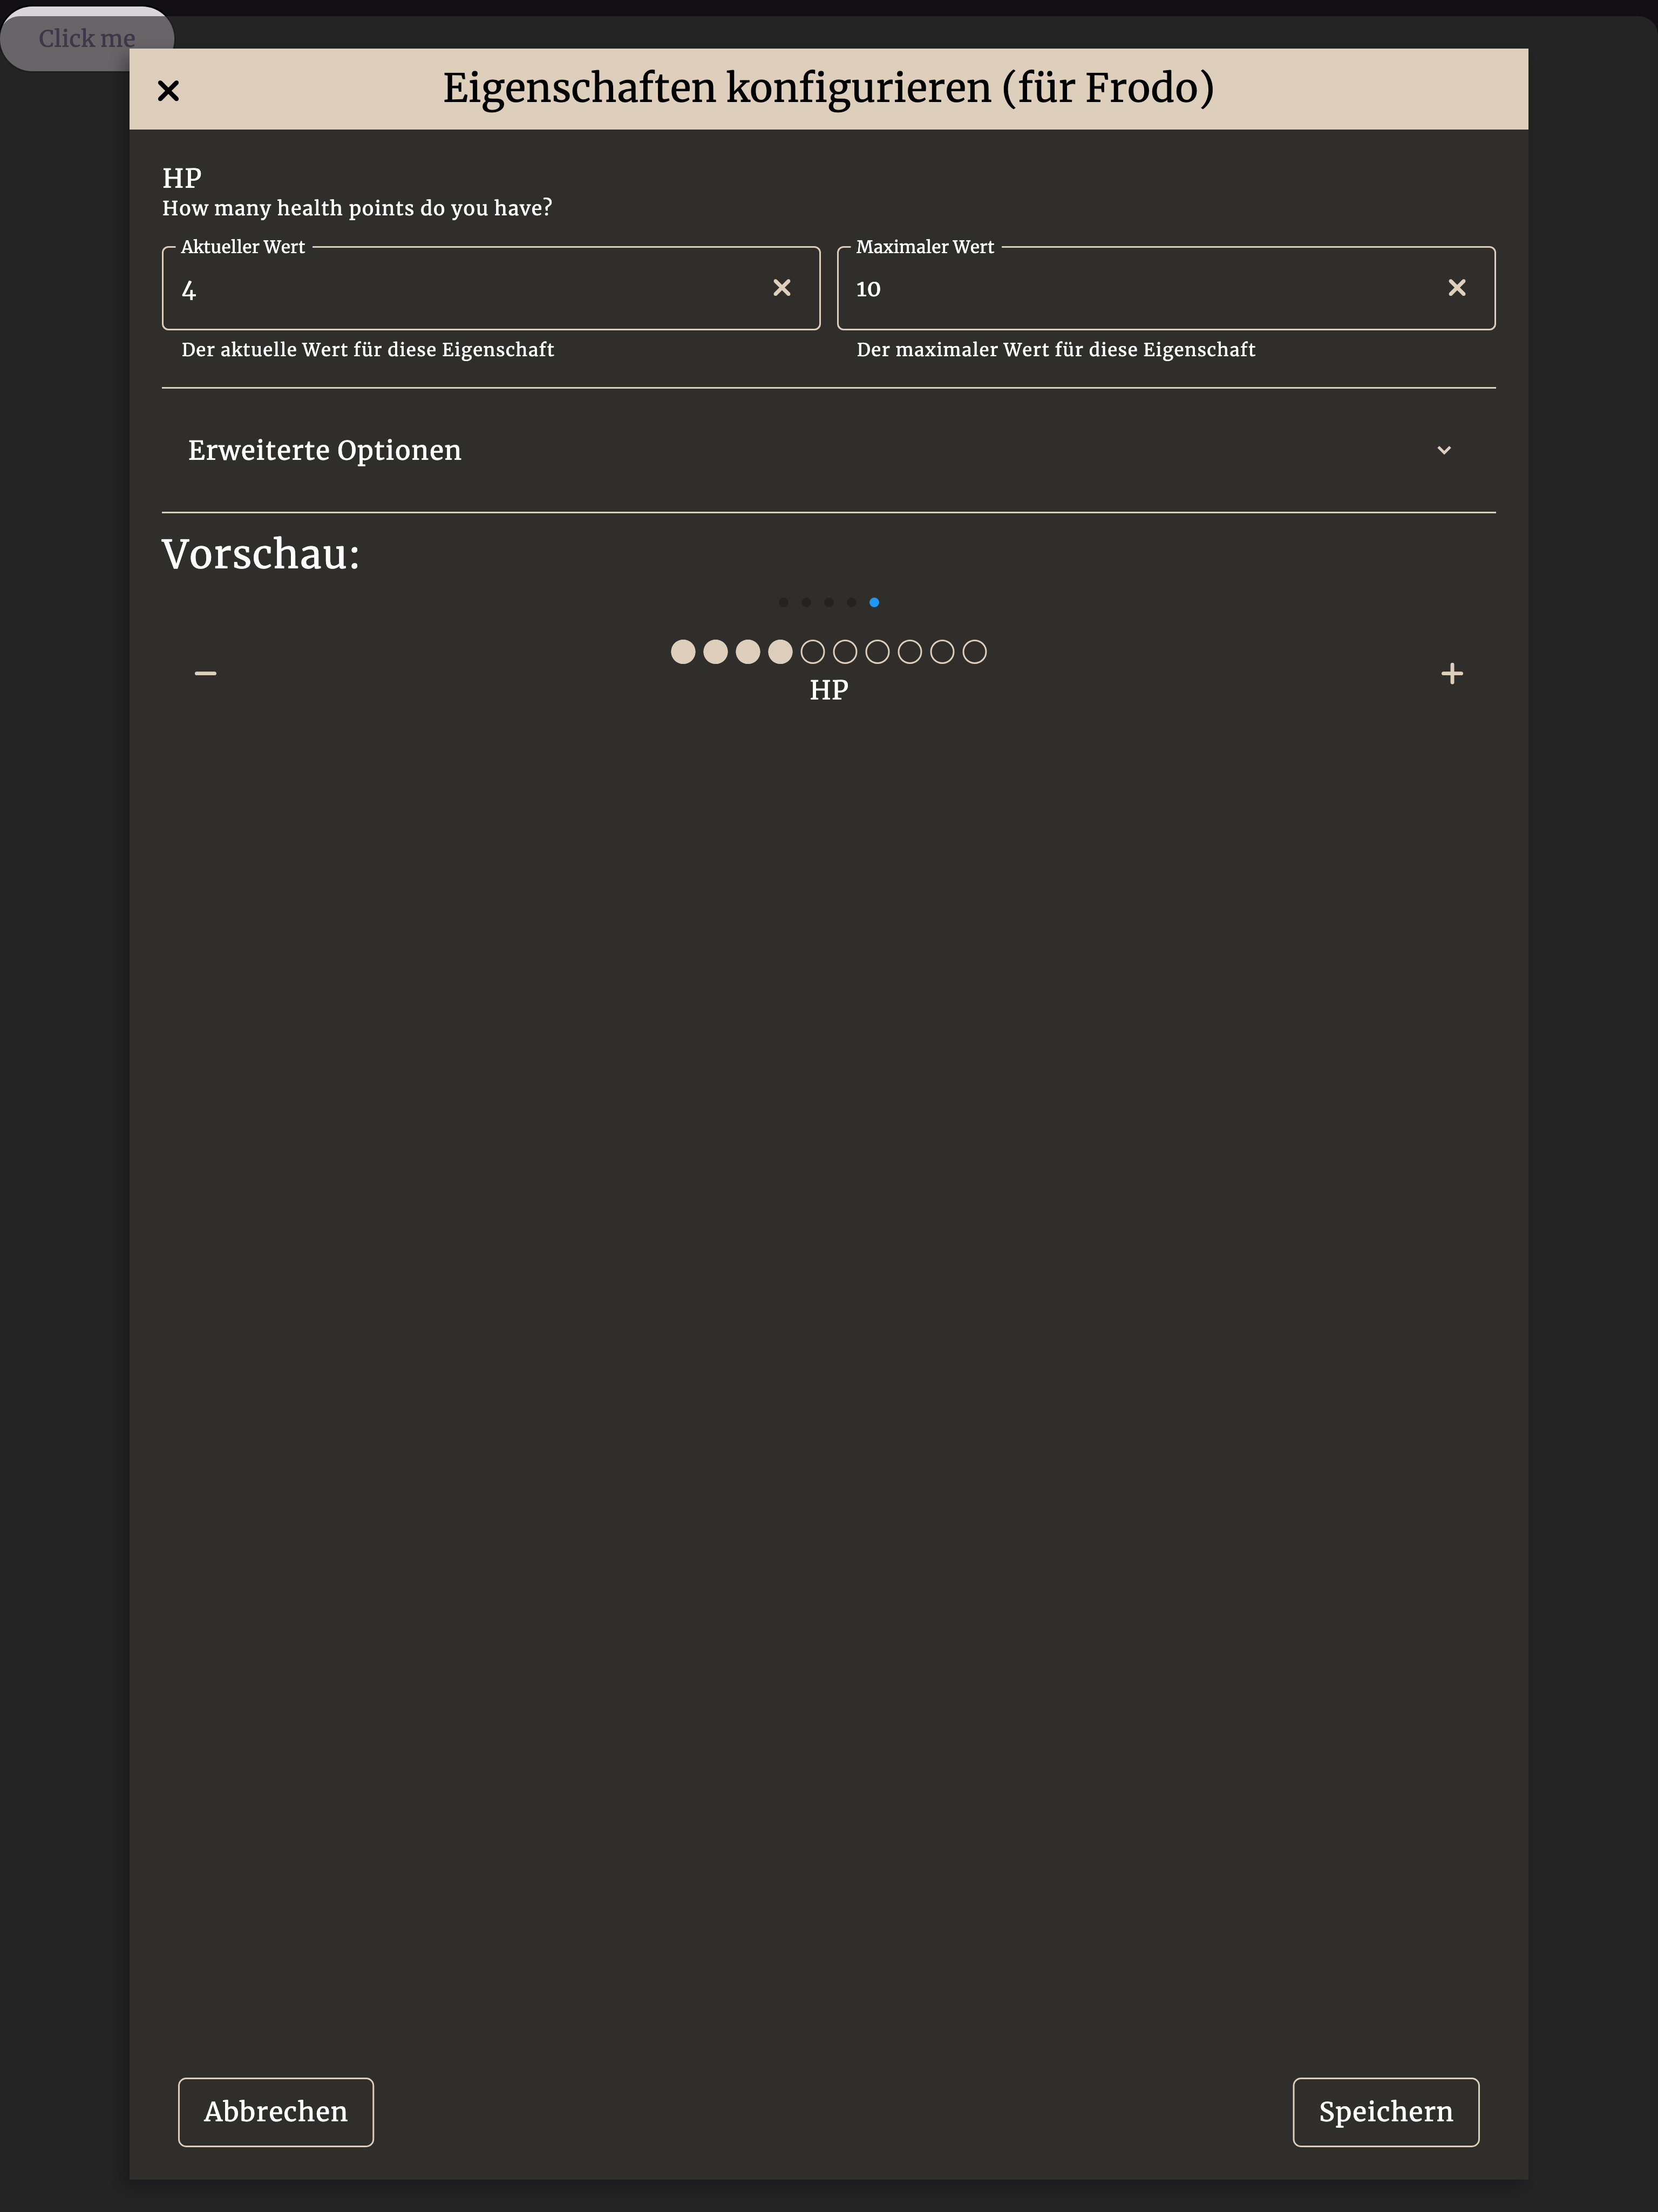 Click me
Eigenschaften konfigurieren (für Frodo)
HP
How many health points do you have?
Aktueller Wert
4
Der aktuelle Wert für diese Eigenschaft
Maximaler Wert
10
Der maximaler Wert für diese Eigenschaft
Erweiterte Optionen
Vorschau:
HP
Abbrechen
Speichern